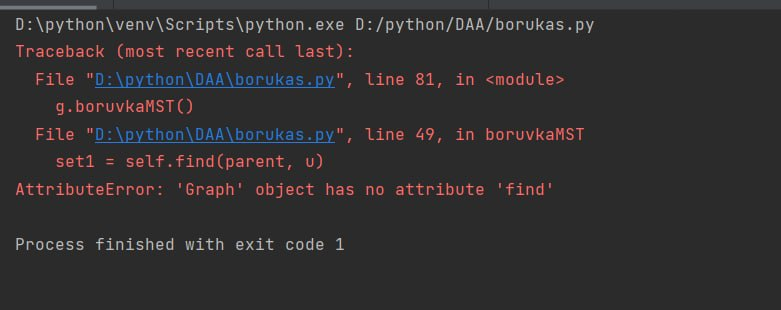 D:\python\venv\Scripts\python.exe D:/python/DAA/borukas.py
Traceback (most recent call last):
  File "D:\python\DAA\borukas.py", line 81, in <module>
    g.boruvkaMST()
  File "D:\python\DAA\borukas.py", line 49, in boruvkaMST
    set1 = self.find(parent, u)
AttributeError: 'Graph' object has no attribute 'find'
Process finished with exit code 1